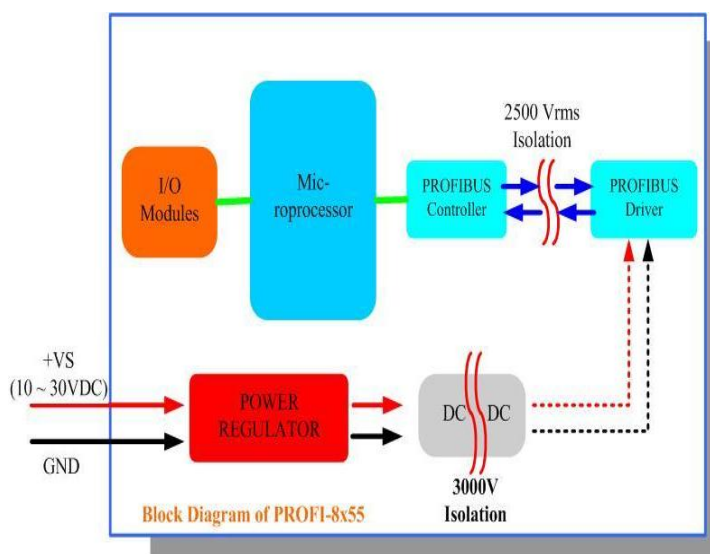 2500 Vrms
Isolation
I/O
Modules
Mic-
roprocessor
PROFIBUS
Controller
PROFIBUS
Driver
+VS
(10 ~ 30VDC)
GND
POWER
REGULATOR
DC DC
3000V
Isolation
Block Diagram of PROFI-8x55